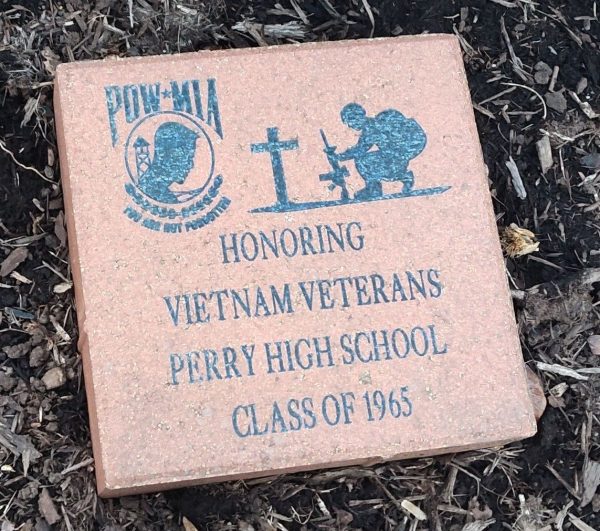 POW★MIA
YOU ARE NOT FORGOTTEN
HONORING
VIETNAM VETERANS
PERRY HIGH SCHOOL
CLASS OF 1965